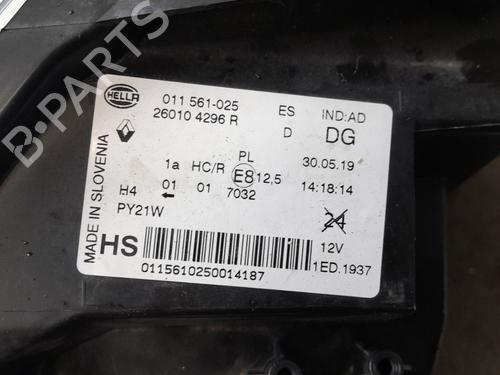 HELLA
011 561-025 ES IND:AD
26010 4296 R D DG
PL
1a HC/R E8 12,5 30.05.19
H4 01 01 7032 14:18:14
PY21W
24
HS 12V
0115610250014187 1ED.1937
MADE IN SLOVENIA
B-PARTS